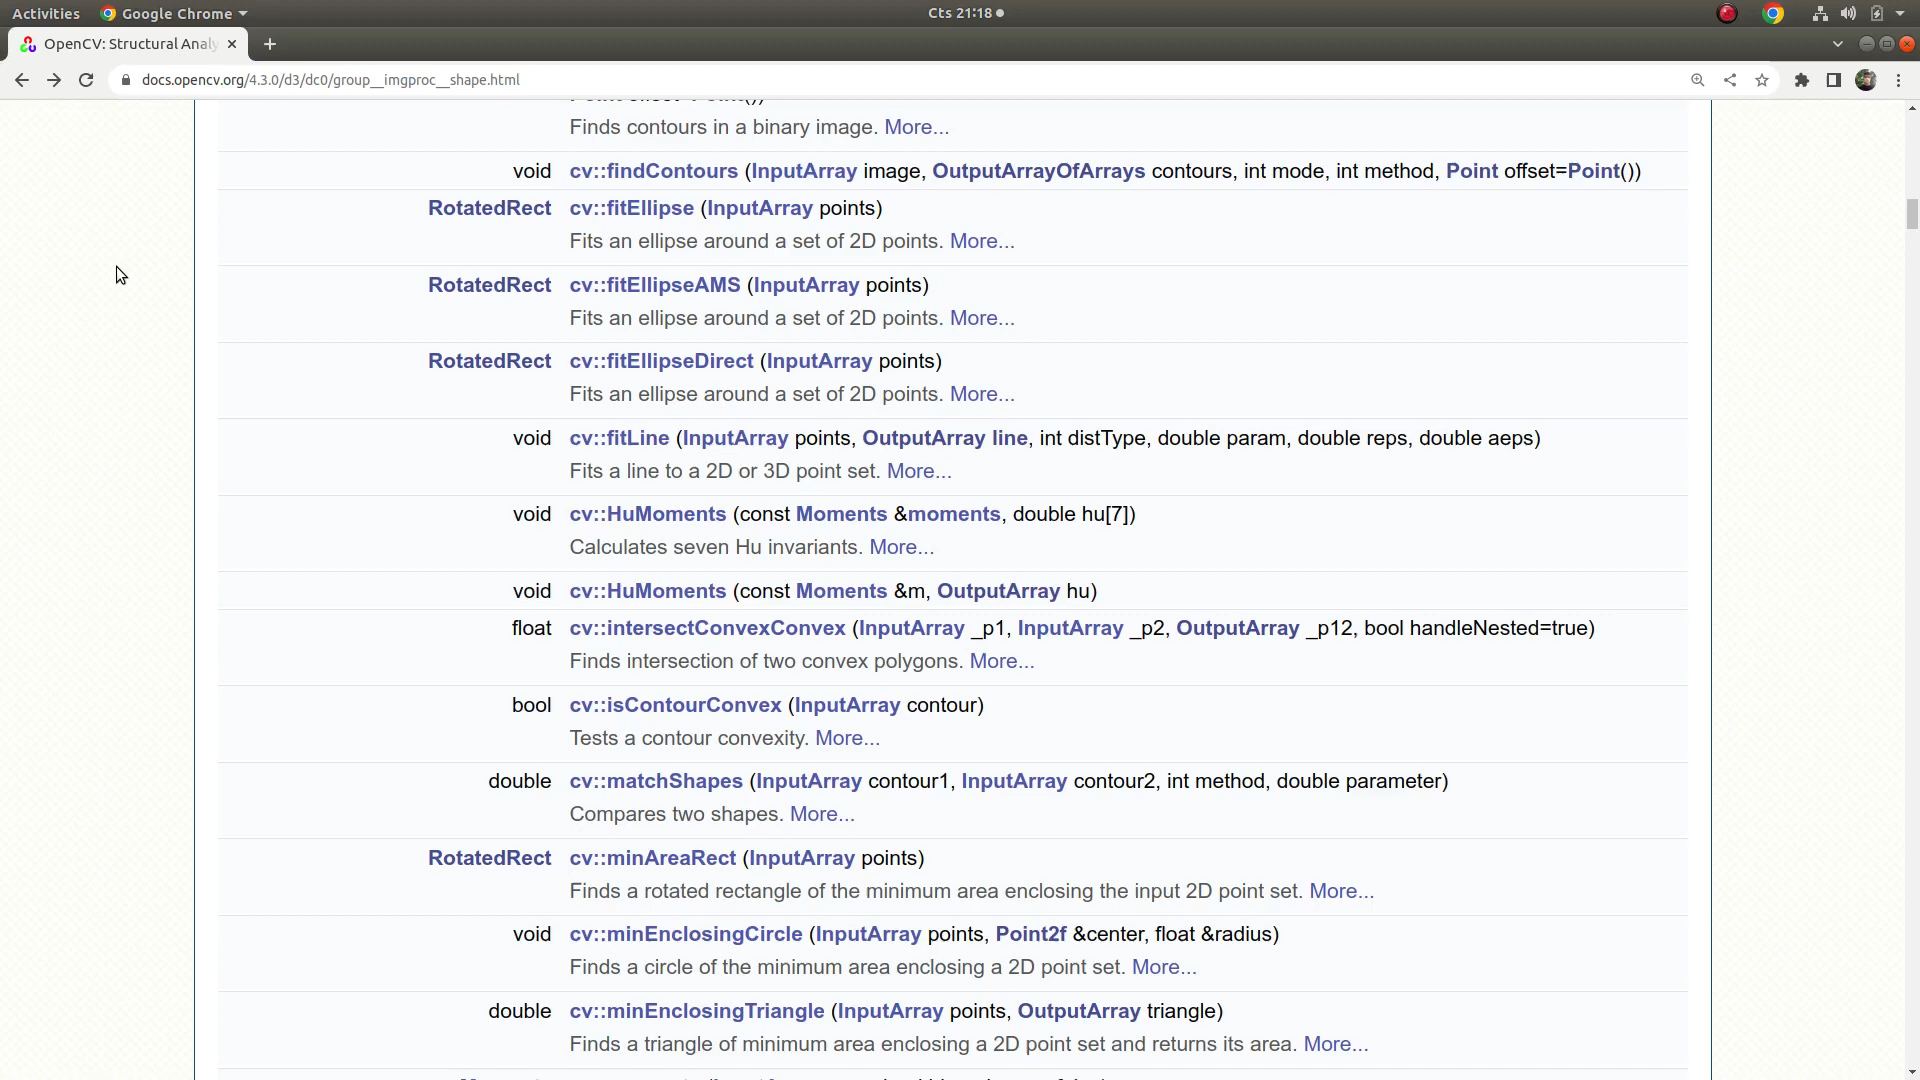 Activities Google Chrome Cts 21:18
OpenCV: Structural Analy
docs.opencv.org/4.3.0/d3/dc0/group__imgproc__shape.html
Finds contours in a binary image. More...
void cv::findContours (InputArray image, OutputArrayOfArrays contours, int mode, int method, Point offset=Point())
RotatedRect cv::fitEllipse (InputArray points)
Fits an ellipse around a set of 2D points. More...
RotatedRect cv::fitEllipseAMS (InputArray points)
Fits an ellipse around a set of 2D points. More...
RotatedRect cv::fitEllipseDirect (InputArray points)
Fits an ellipse around a set of 2D points. More...
void cv::fitLine (InputArray points, OutputArray line, int distType, double param, double reps, double aeps)
Fits a line to a 2D or 3D point set. More...
void cv::HuMoments (const Moments &moments, double hu[7])
Calculates seven Hu invariants. More...
void cv::HuMoments (const Moments &m, OutputArray hu)
float cv::intersectConvexConvex (InputArray _p1, InputArray _p2, OutputArray _p12, bool handleNested=true)
Finds intersection of two convex polygons. More...
bool cv::isContourConvex (InputArray contour)
Tests a contour convexity. More...
double cv::matchShapes (InputArray contour1, InputArray contour2, int method, double parameter)
Compares two shapes. More...
RotatedRect cv::minAreaRect (InputArray points)
Finds a rotated rectangle of the minimum area enclosing the input 2D point set. More...
void cv::minEnclosingCircle (InputArray points, Point2f &center, float &radius)
Finds a circle of the minimum area enclosing a 2D point set. More...
double cv::minEnclosingTriangle (InputArray points, OutputArray triangle)
Finds a triangle of minimum area enclosing a 2D point set and returns its area. More...